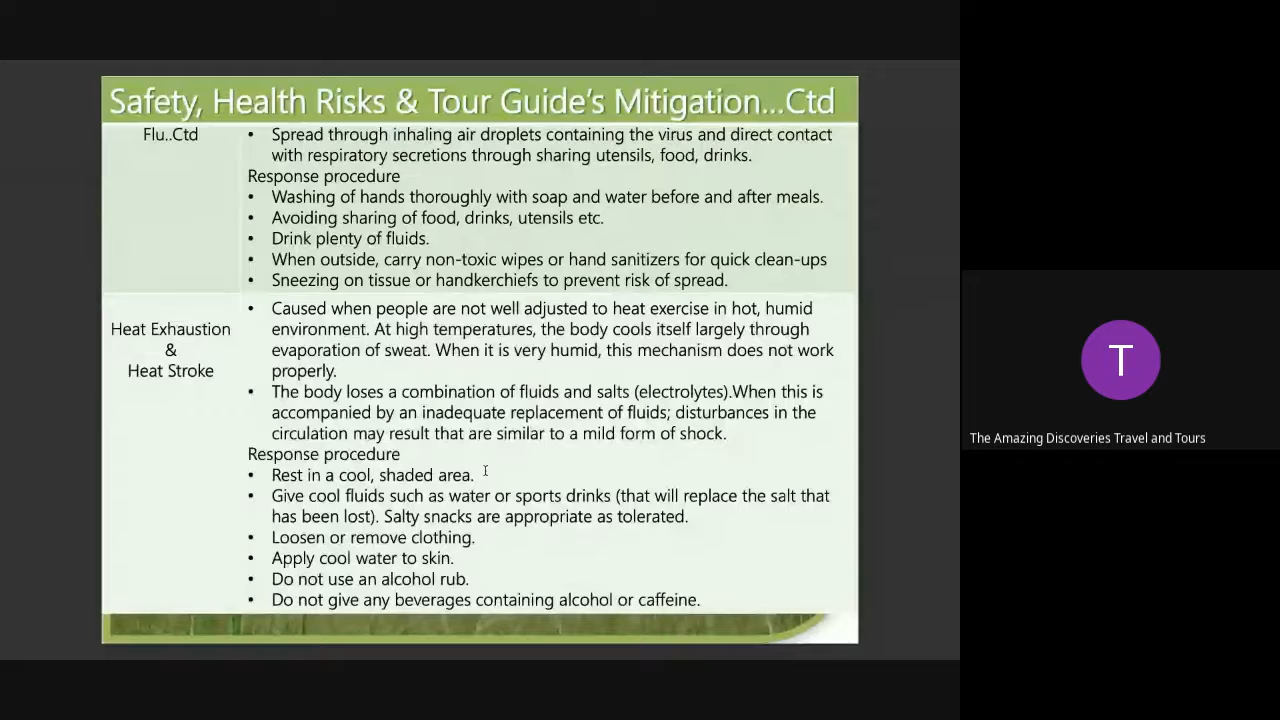 Safety, Health Risks & Tour Guide's Mitigation...Ctd
Flu..Ctd
• Spread through inhaling air droplets containing the virus and direct contact
with respiratory secretions through sharing utensils, food, drinks.
Response procedure
• Washing of hands thoroughly with soap and water before and after meals.
• Avoiding sharing of food, drinks, utensils etc.
• Drink plenty of fluids.
• When outside, carry non-toxic wipes or hand sanitizers for quick clean-ups
• Sneezing on tissue or handkerchiefs to prevent risk of spread.
Heat Exhaustion
&
Heat Stroke
• Caused when people are not well adjusted to heat exercise in hot, humid
environment. At high temperatures, the body cools itself largely through
evaporation of sweat. When it is very humid, this mechanism does not work
properly.
• The body loses a combination of fluids and salts (electrolytes).When this is
accompanied by an inadequate replacement of fluids; disturbances in the
circulation may result that are similar to a mild form of shock.
Response procedure
• Rest in a cool, shaded area.
• Give cool fluids such as water or sports drinks (that will replace the salt that
has been lost). Salty snacks are appropriate as tolerated.
• Loosen or remove clothing.
• Apply cool water to skin.
• Do not use an alcohol rub.
• Do not give any beverages containing alcohol or caffeine.
T
The Amazing Discoveries Travel and Tours